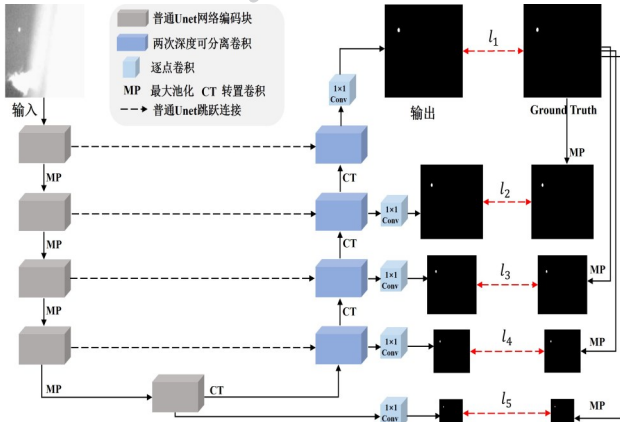 普通Unet网络编码块
两次深度可分离卷积
逐点卷积
MP 最大池化 CT 转置卷积
普通Unet跳跃连接
输入
1×1
Conv
输出
l₁
Ground Truth
MP
MP
CT
1×1
Conv
l₂
MP
CT
1×1
Conv
l₃
MP
MP
CT
1×1
Conv
l₄
MP
MP
CT
1×1
Conv
l₅